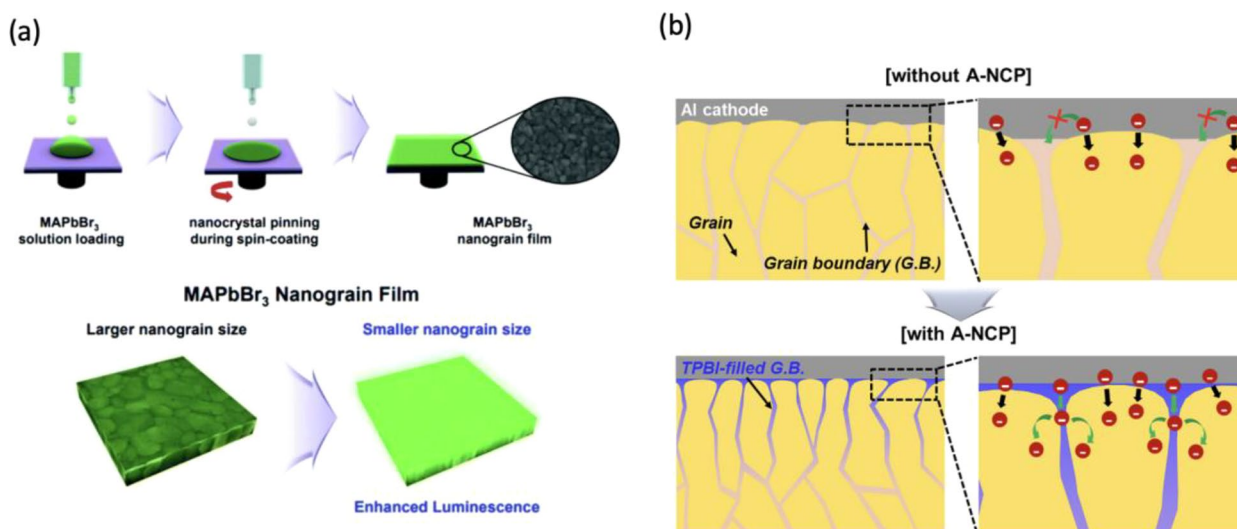 (a)
MAPbBr₃
solution loading
nanocrystal pinning
during spin-coating
MAPbBr₃
nanograin film
MAPbBr₃ Nanograin Film
Larger nanograin size
Smaller nanograin size
Enhanced Luminescence
(b)
[without A-NCP]
Al cathode
Grain
Grain boundary (G.B.)
[with A-NCP]
TPBI-filled G.B.